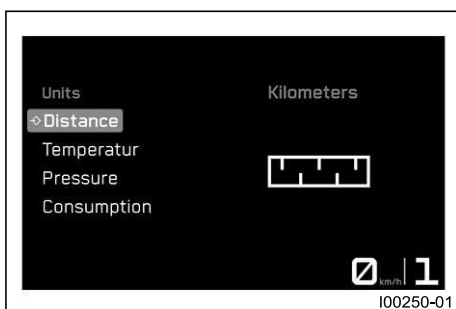 Units
Kilometers
Distance
Temperatur
Pressure
Consumption
0 km/h 1
I00250-01